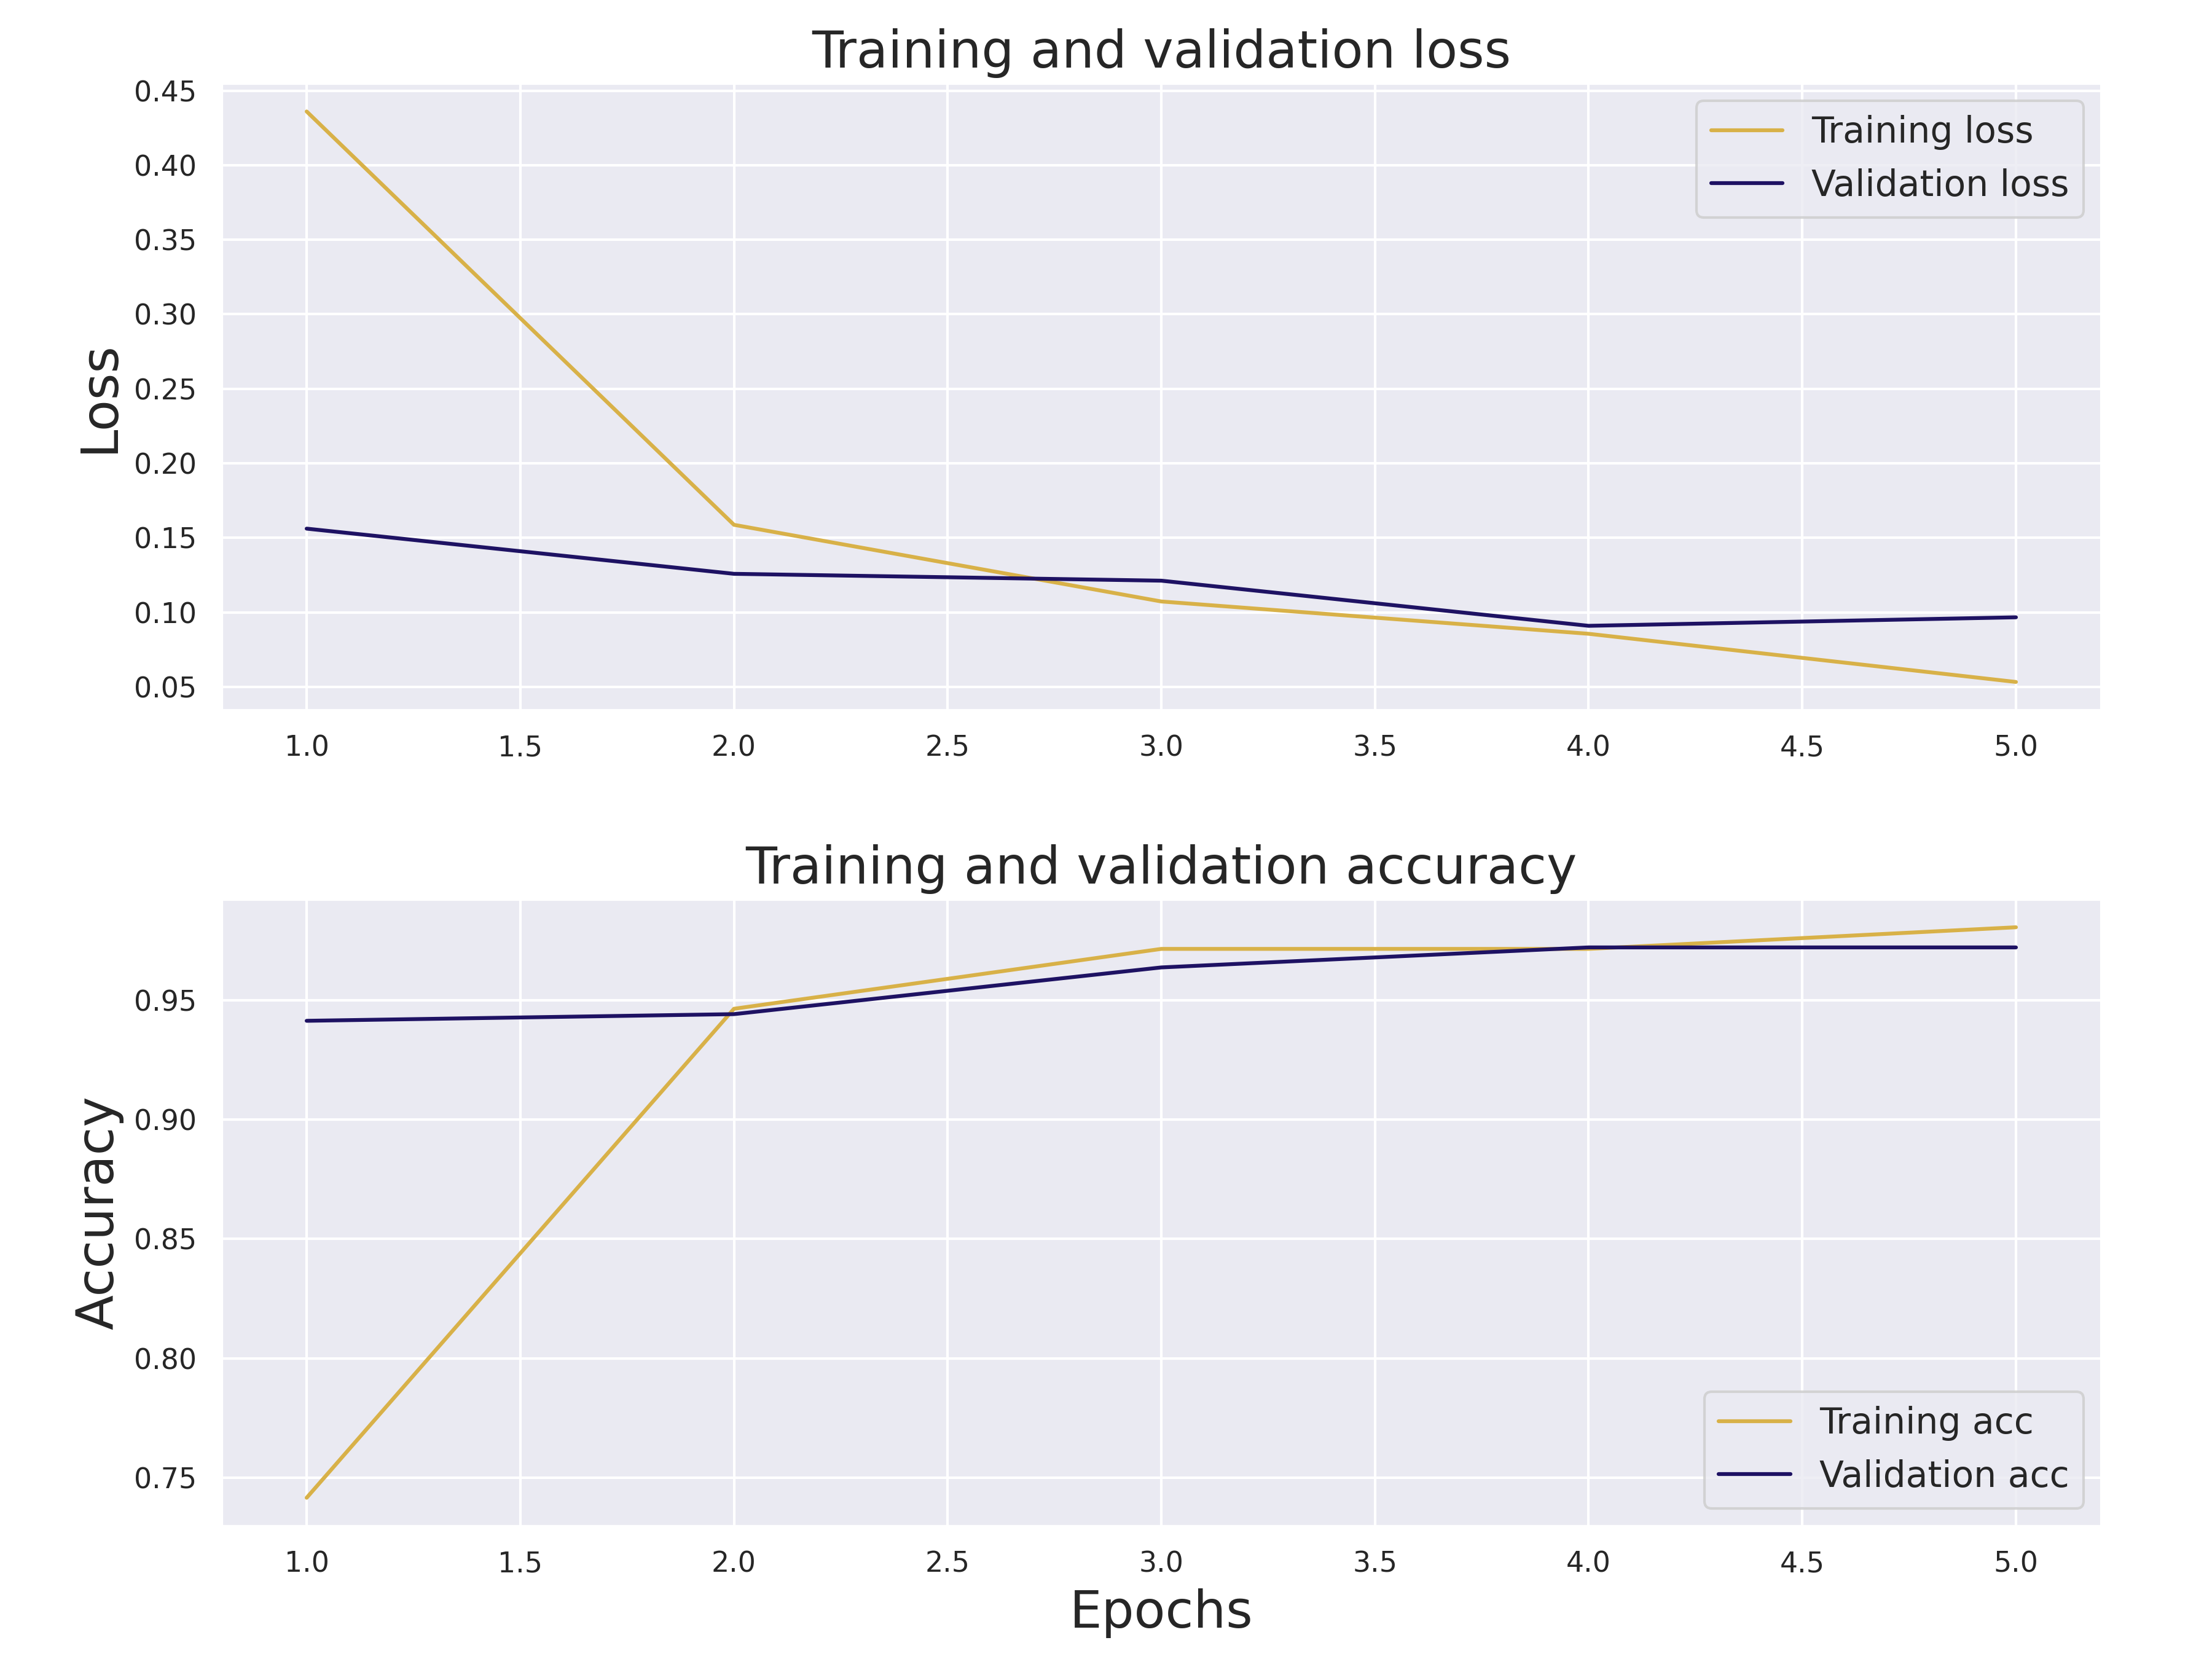 Training and validation loss
0.45
0.40
0.35
0.30
0.25
0.20
0.15
0.10
0.05
Loss
Training loss
Validation loss
1.0 1.5 2.0 2.5 3.0 3.5 4.0 4.5 5.0
Training and validation accuracy
0.95
0.90
0.85
0.80
0.75
Accuracy
Training acc
Validation acc
1.0 1.5 2.0 2.5 3.0 3.5 4.0 4.5 5.0
Epochs